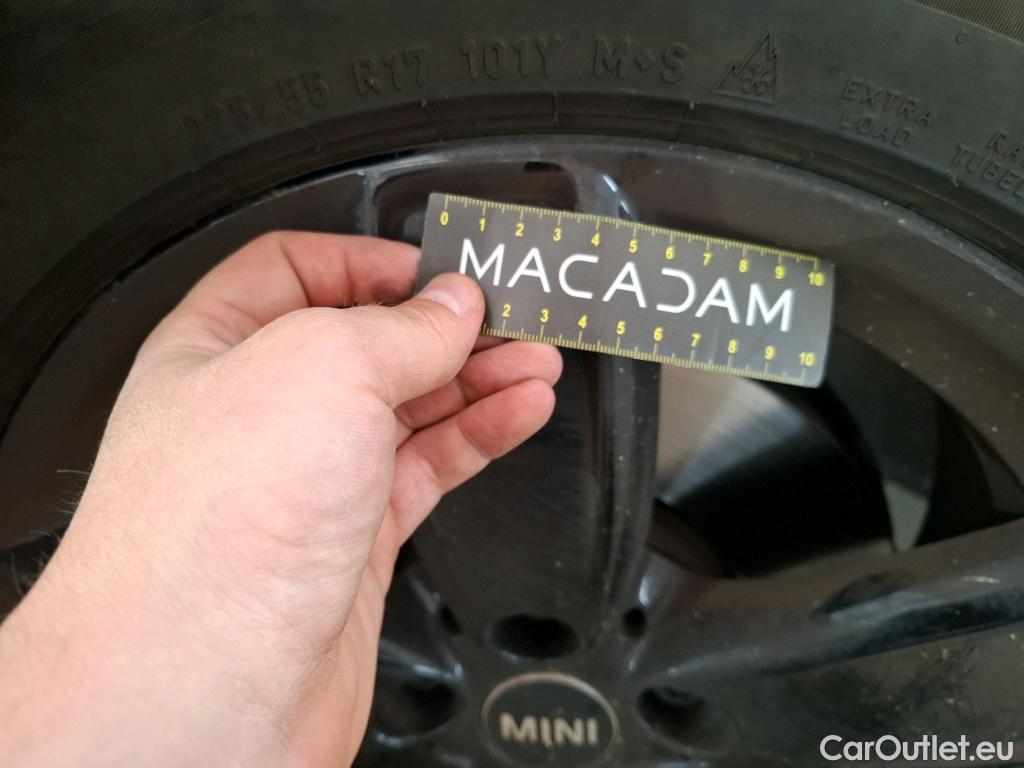 225/55 R17 101Y M+S
EXTRA
LOAD
TUBEL
0 1 2 3 4 5 6 7 8 9 10
MACADAM
2 3 4 5 6 7 8 9 10
MINI
CarOutlet.eu